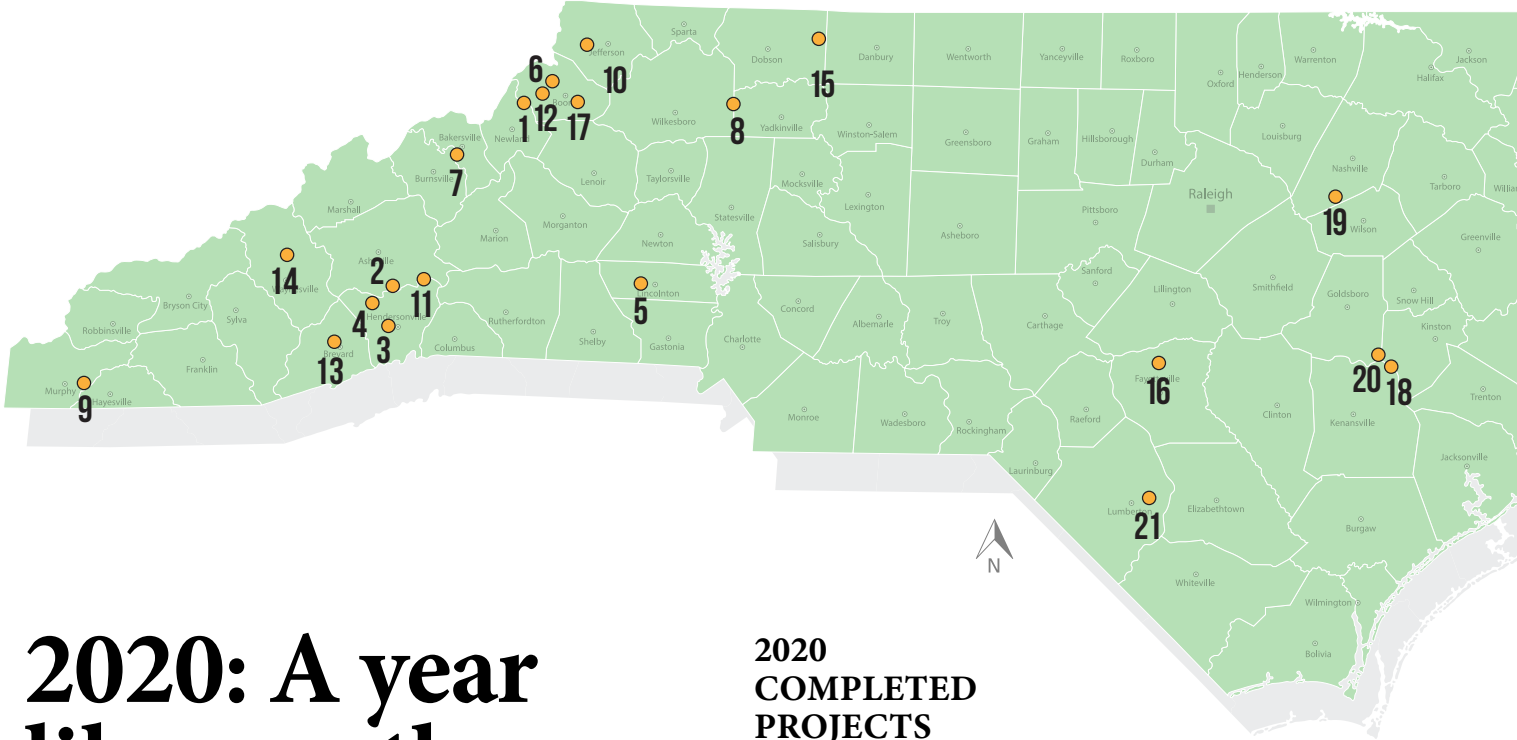 Sparta
Jefferson
10
Dobson
15
Danbury
Wentworth
Yanceyville
Roxboro
Oxford
Henderson
Warrenton
Halifax
Jackson
6
12
1
17
Newland
Wilkesboro
8
Yadkinville
Winston-Salem
Greensboro
Graham
Hillsborough
Durham
Louisburg
Nashville
Bakersville
Burnsville
7
Lenoir
Taylorsville
Mocksville
Lexington
Raleigh
Tarboro
Marshall
Marion
Morganton
Newton
Statesville
Salisbury
Asheboro
Pittsboro
19
Wilson
Greenville
14
2
11
4
Hendersonville
3
Lincolnton
5
Sanford
Lillington
Smithfield
Goldsboro
Snow Hill
Kinston
Bryson City
Robbinsville
Sylva
Franklin
Brevard
13
Rutherfordton
Columbus
Shelby
Gastonia
Charlotte
Concord
Albemarle
Troy
Carthage
Murphy
9
Hayesville
Monroe
Wadesboro
Rockingham
Raeford
Fayetteville
16
Clinton
20
18
Kenansville
Trenton
Laurinburg
Lumberton
21
Elizabethtown
Jacksonville
Burgaw
N
Whiteville
Wilmington
Bolivia
2020: A year
2020
COMPLETED
PROJECTS